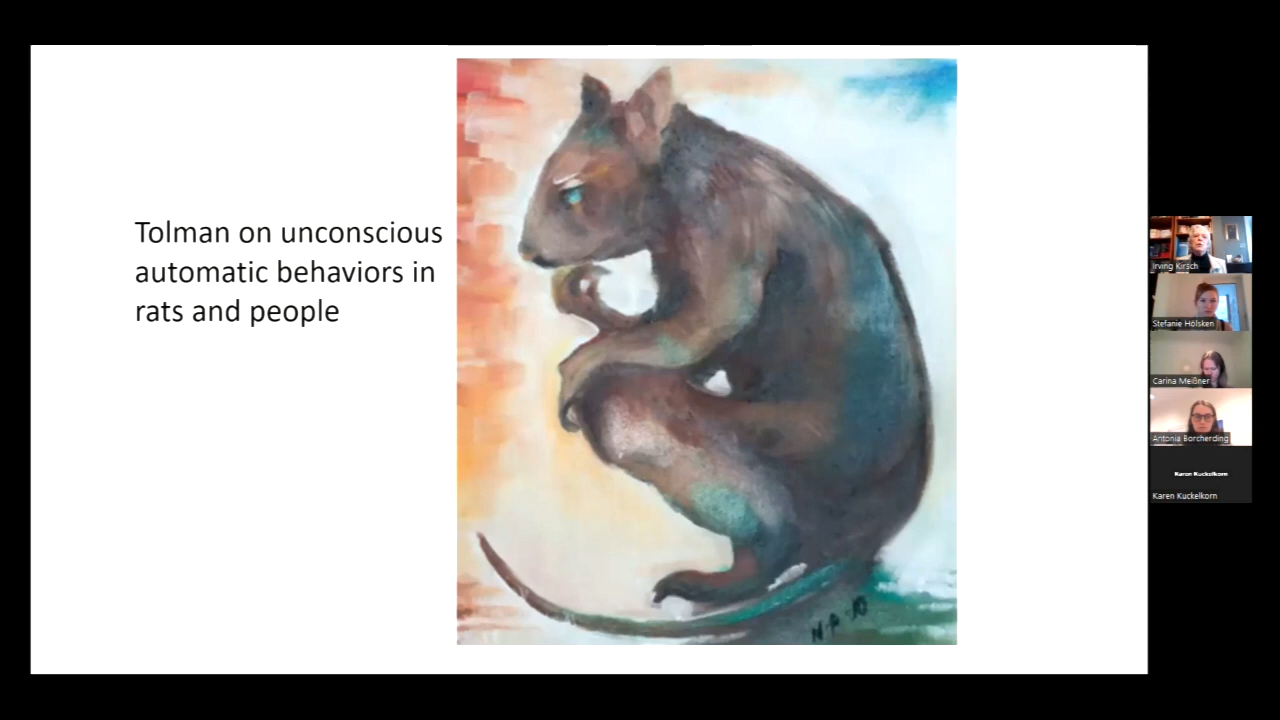 Tolman on unconscious
automatic behaviors in
rats and people
Irving Kirsch
Stefanie Hölsken
Carina Meißner
Antonia Borcherding
Karen Kuckelkorn
Karen Kuckelkorn